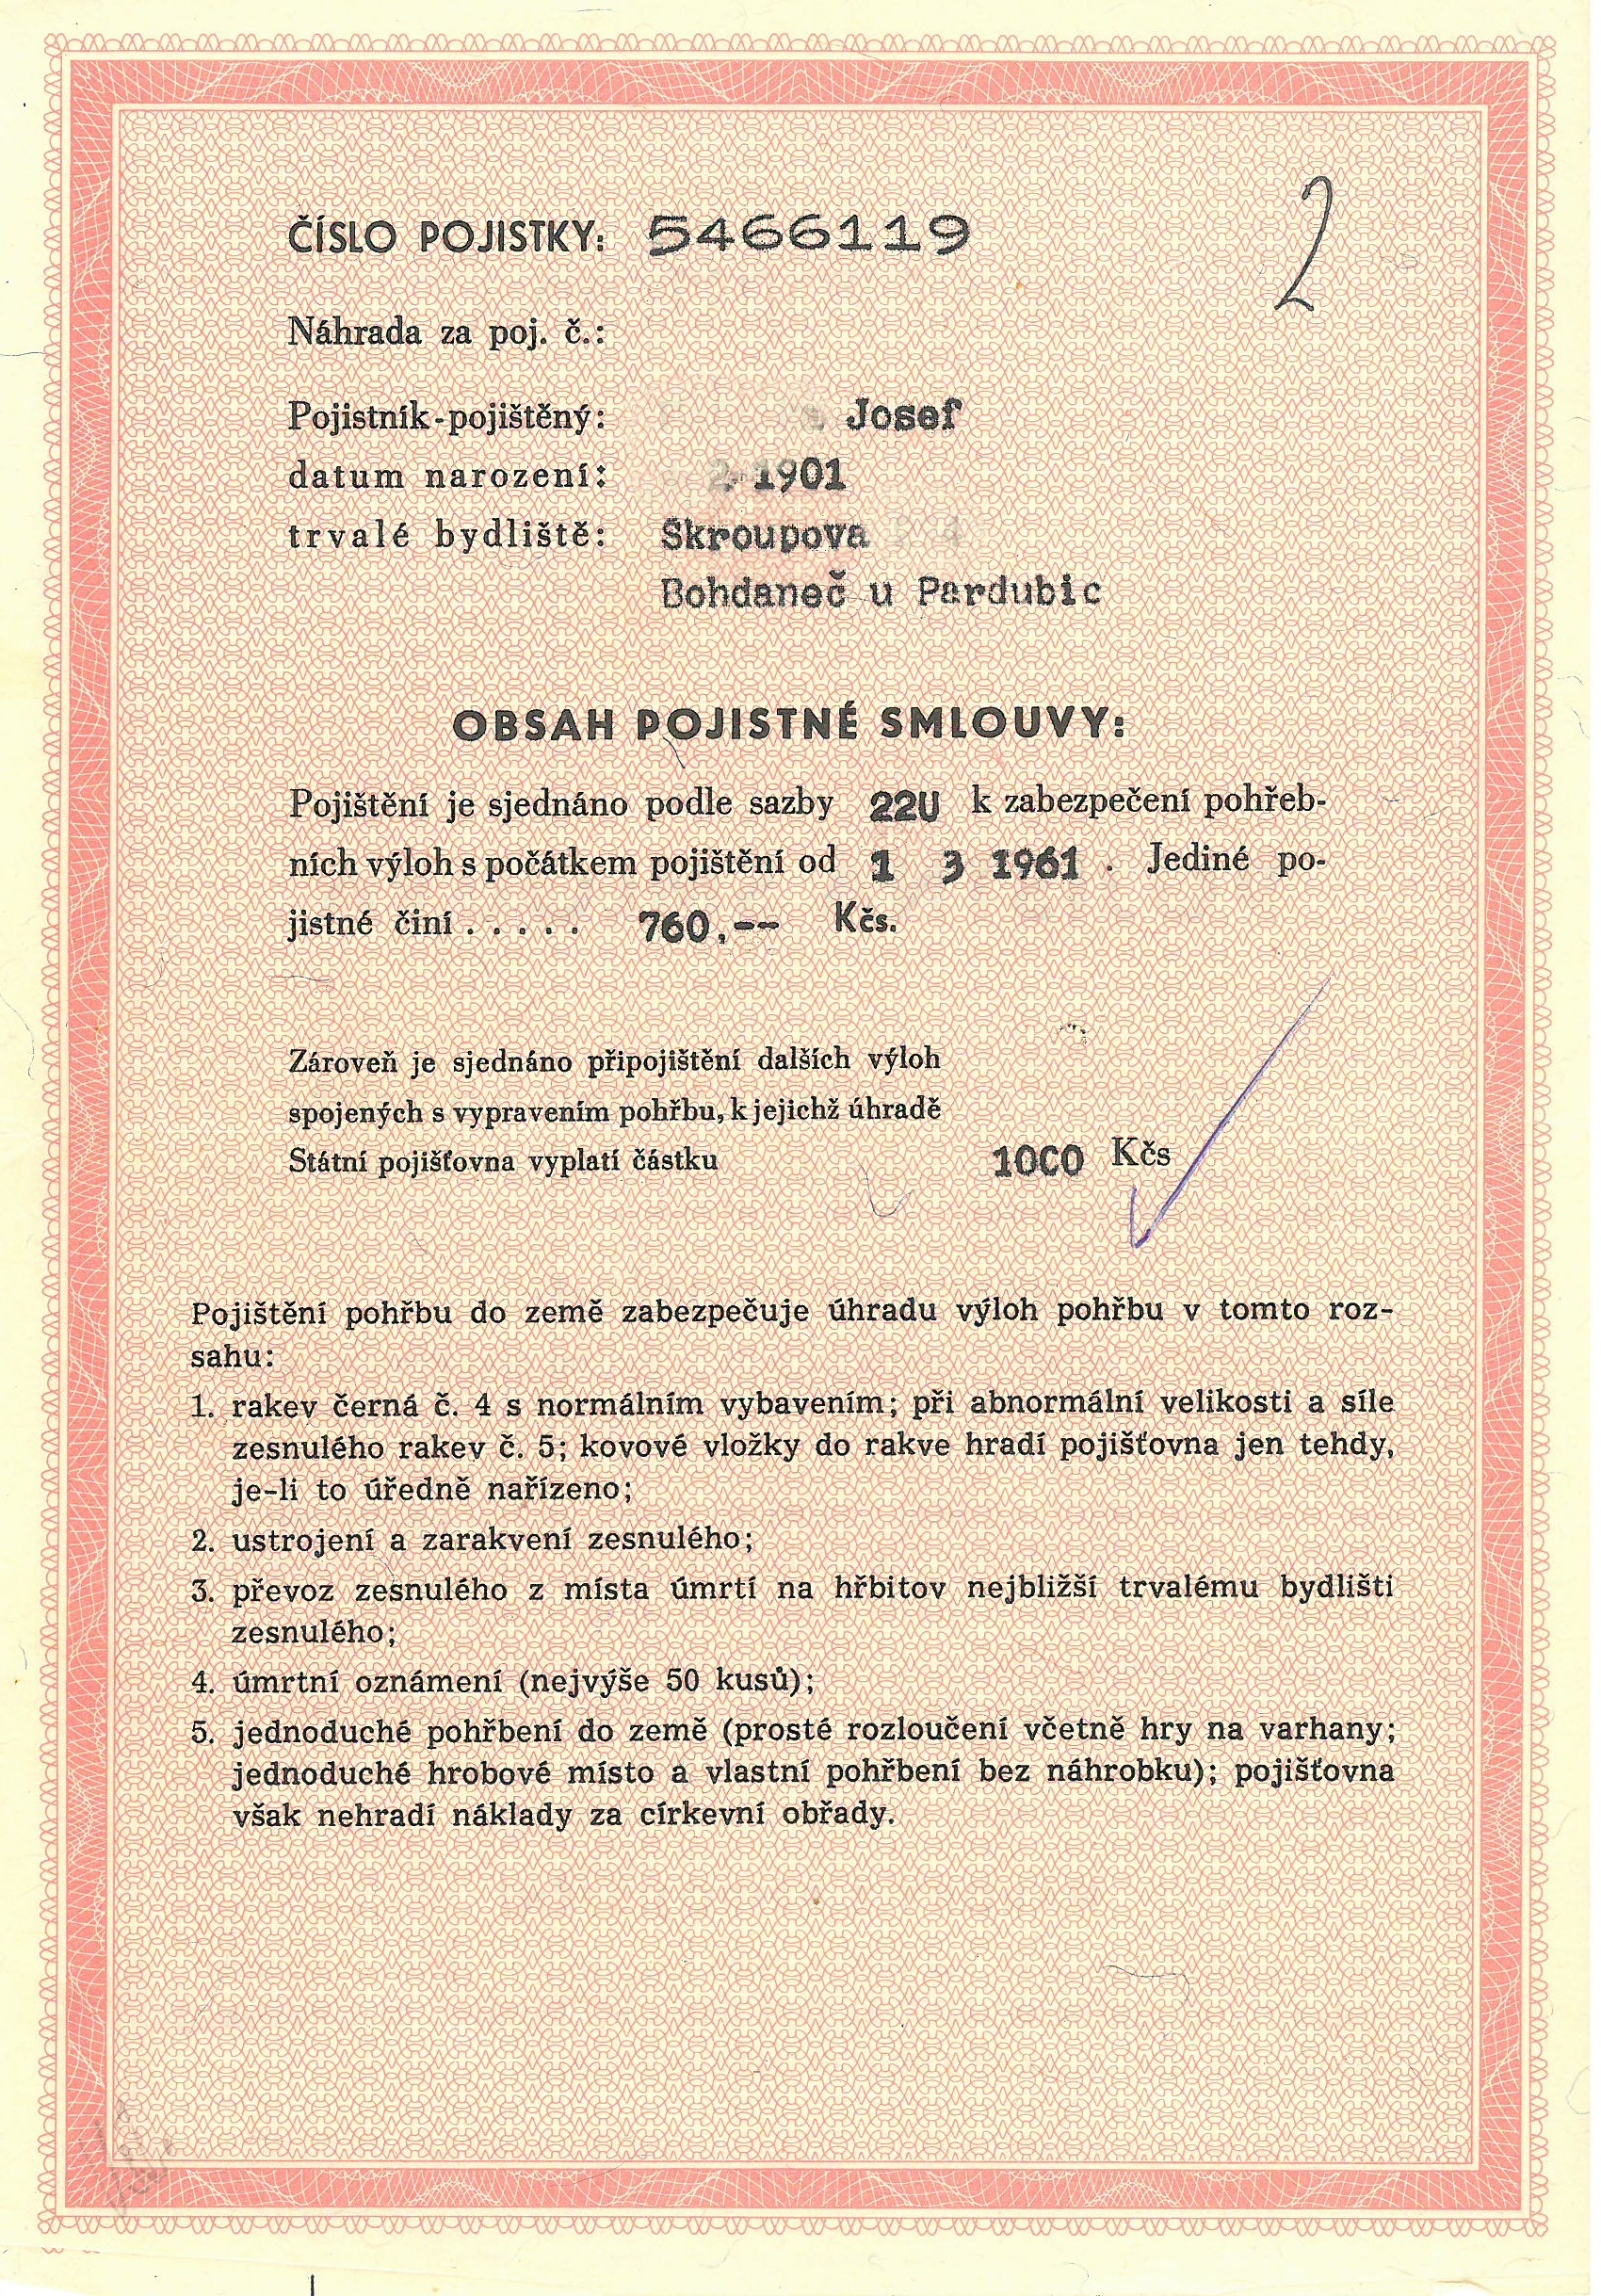 2
ČÍSLO POJISTKY: 5466119
Náhrada za poj. č.:
Pojistník-pojištěný: Josef
datum narození: 2. 1901
trvalé bydliště: Škroupova
Bohdaneč u Pardubic
OBSAH POJISTNÉ SMLOUVY:
Pojištění je sjednáno podle sazby 22U k zabezpečení pohřeb-
ních výloh s počátkem pojištění od 1 3 1961 . Jediné po-
jistné činí ..... 760,-- Kčs.
Zároveň je sjednáno připojištění dalších výloh
spojených s vypravením pohřbu, k jejichž úhradě
Státní pojišťovna vyplatí částku 1000 Kčs
Pojištění pohřbu do země zabezpečuje úhradu výloh pohřbu v tomto roz-
sahu:
1. rakev černá č. 4 s normálním vybavením; při abnormální velikosti a síle
zesnulého rakev č. 5; kovové vložky do rakve hradí pojišťovna jen tehdy,
je-li to úředně nařízeno;
2. ustrojení a zarakvení zesnulého;
3. převoz zesnulého z místa úmrtí na hřbitov nejbližší trvalému bydlišti
zesnulého;
4. úmrtní oznámení (nejvýše 50 kusů);
5. jednoduché pohřbení do země (prosté rozloučení včetně hry na varhany;
jednoduché hrobové místo a vlastní pohřbení bez náhrobku); pojišťovna
však nehradí náklady za církevní obřady.